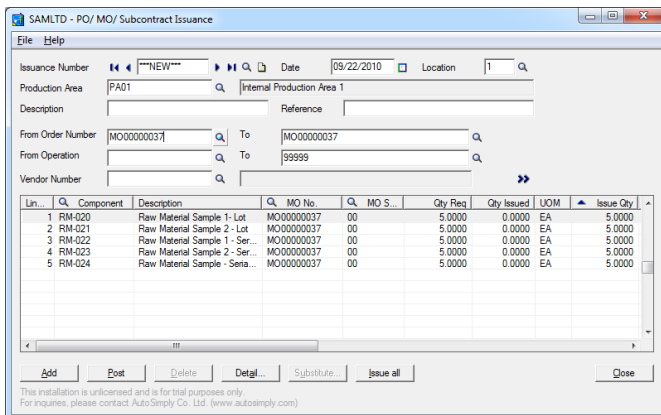 SAMLTD - PO/ MO/ Subcontract Issuance
File Help
Issuance Number ***NEW*** Date 09/22/2010 Location 1
Production Area PA01 Internal Production Area 1
Description Reference
From Order Number MO00000037 To MO00000037
From Operation To 99999
Vendor Number
Lin... Component Description MO No. MO S... Qty Req Qty Issued UOM Issue Qty
1 RM-020 Raw Material Sample 1- Lot MO00000037 00 5.0000 0.0000 EA 5.0000
2 RM-021 Raw Material Sample 2 - Lot MO00000037 00 5.0000 0.0000 EA 5.0000
3 RM-022 Raw Material Sample 1 - Ser... MO00000037 00 5.0000 0.0000 EA 5.0000
4 RM-023 Raw Material Sample 2 - Ser... MO00000037 00 5.0000 0.0000 EA 5.0000
5 RM-024 Raw Material Sample - Seria... MO00000037 00 5.0000 0.0000 EA 5.0000
Add Post Delete Detail... Substitute... Issue all Close
This installation is unlicensed and is for trial purposes only.
For inquiries, please contact AutoSimply Co. Ltd. (www.autosimply.com)